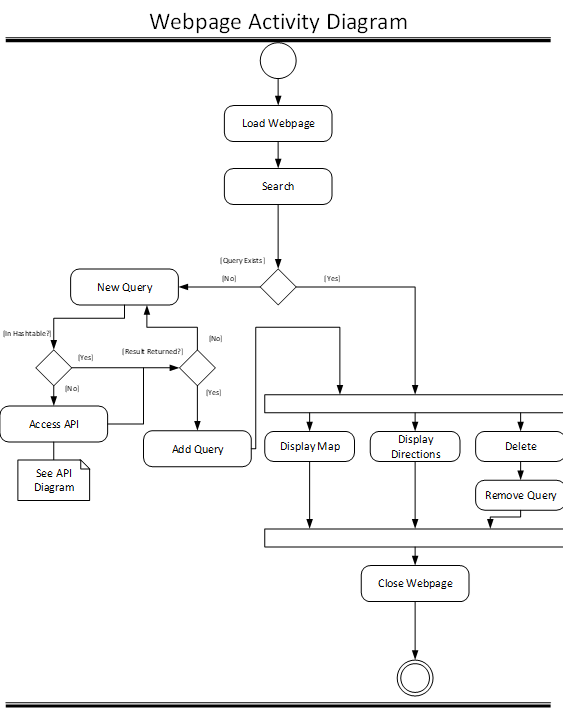 Webpage Activity Diagram
Load Webpage
Search
[Query Exists]
[No]
[Yes]
New Query
[In Hashtable?]
[Yes]
[Result Returned?]
[No]
[No]
[Yes]
Access API
Add Query
See API
Diagram
Display Map
Display
Directions
Delete
Remove Query
Close Webpage